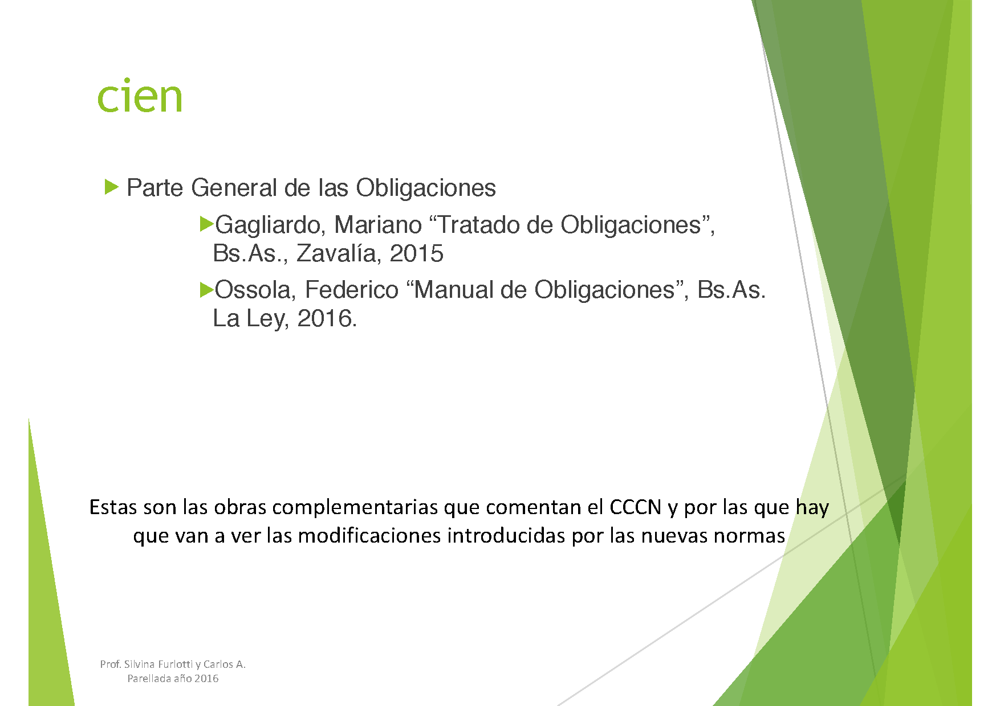 cien
Parte General de las Obligaciones
Gagliardo, Mariano “Tratado de Obligaciones”,
Bs.As., Zavalía, 2015
Ossola, Federico “Manual de Obligaciones”, Bs.As.
La Ley, 2016.
Estas son las obras complementarias que comentan el CCCN y por las que hay
que van a ver las modificaciones introducidas por las nuevas normas
Prof. Silvina Furlotti y Carlos A.
Parellada año 2016